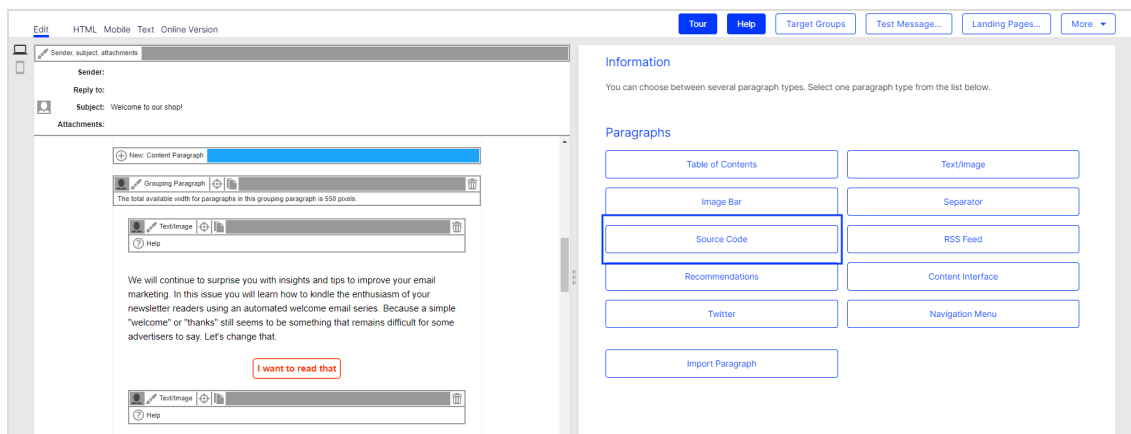 Edit HTML Mobile Text Online Version
Tour Help Target Groups Test Message... Landing Pages... More
Sender, subject, attachments
Sender:
Reply to:
Subject: Welcome to our shop!
Attachments:
New: Content Paragraph
Grouping Paragraph
The total available width for paragraphs in this grouping paragraph is 550 pixels.
Text/Image
Help
We will continue to surprise you with insights and tips to improve your email
marketing. In this issue you will learn how to kindle the enthusiasm of your
newsletter readers using an automated welcome email series. Because a simple
"welcome" or "thanks" still seems to be something that remains difficult for some
advertisers to say. Let's change that.
I want to read that
Text/Image
Help
Information
You can choose between several paragraph types. Select one paragraph type from the list below.
Paragraphs
Table of Contents Text/Image
Image Bar Separator
Source Code RSS Feed
Recommendations Content Interface
Twitter Navigation Menu
Import Paragraph